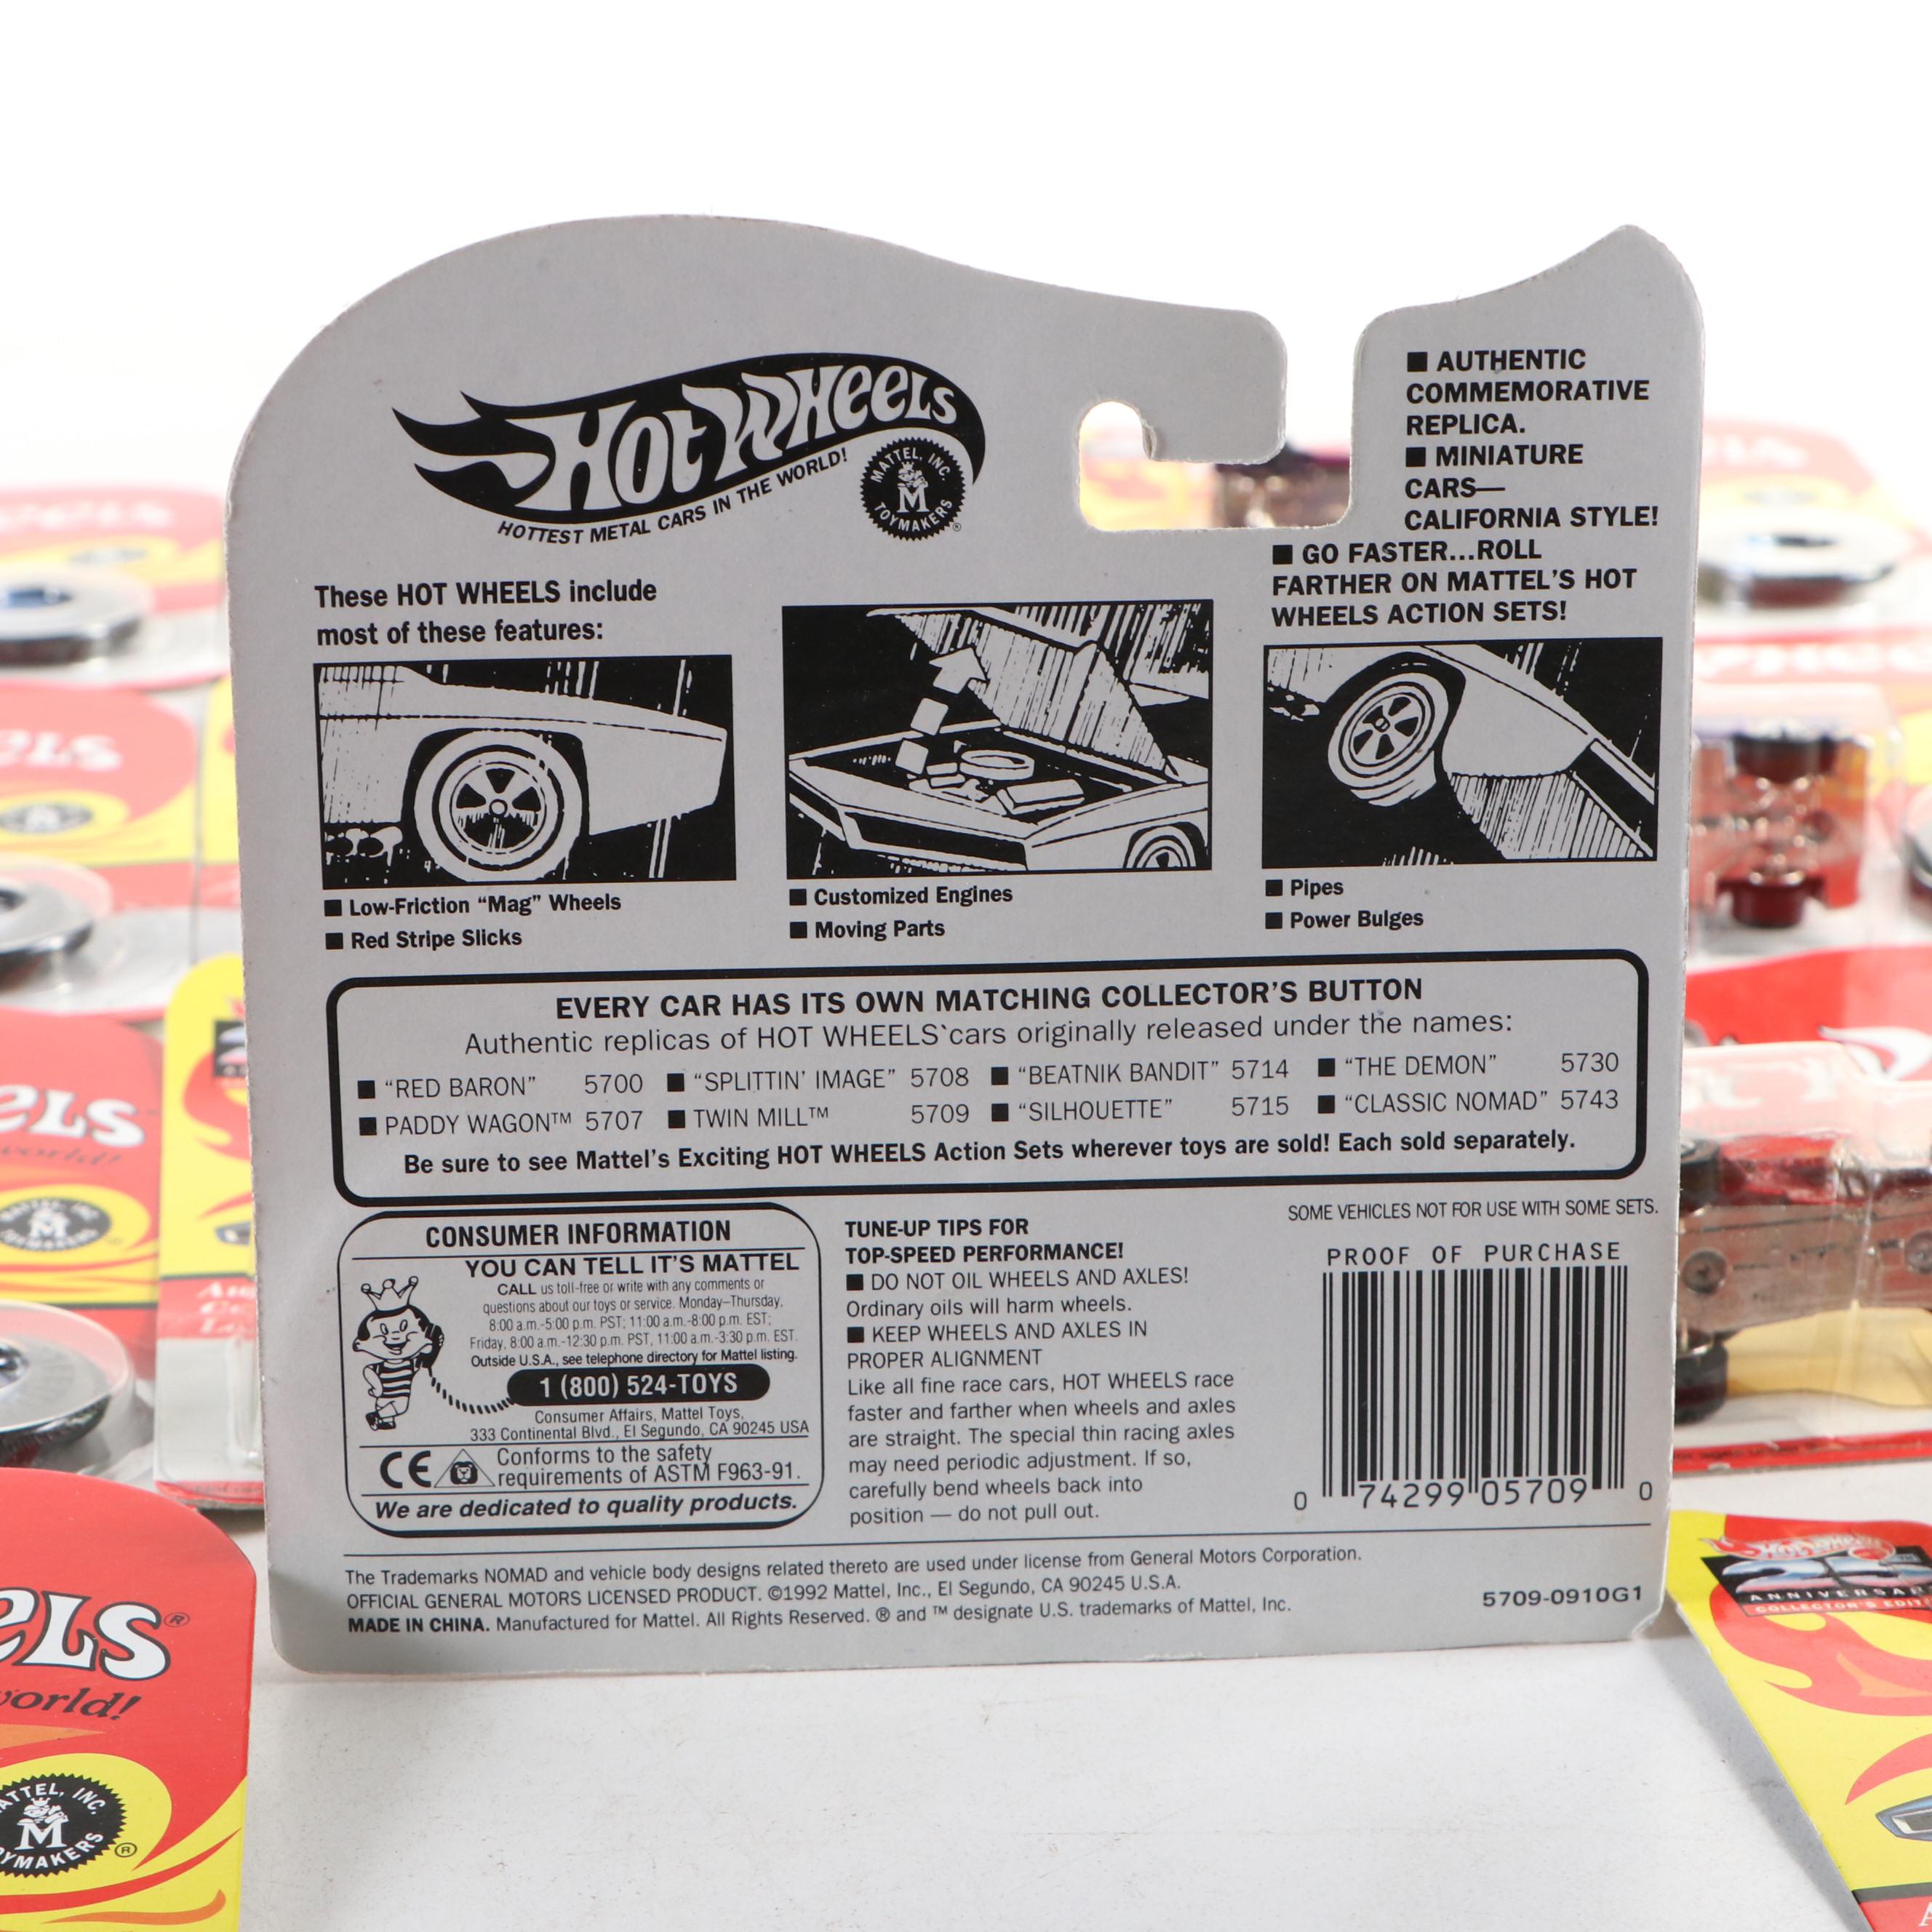 HOT WHEELS
HOTTEST METAL CARS IN THE WORLD!
MATTEL, INC.
M
TOYMAKERS
®
■ AUTHENTIC
COMMEMORATIVE
REPLICA.
■ MINIATURE
CARS—
CALIFORNIA STYLE!
■ GO FASTER...ROLL
FARTHER ON MATTEL'S HOT
WHEELS ACTION SETS!
These HOT WHEELS include
most of these features:
■ Low-Friction “Mag” Wheels
■ Red Stripe Slicks
■ Customized Engines
■ Moving Parts
■ Pipes
■ Power Bulges
EVERY CAR HAS ITS OWN MATCHING COLLECTOR'S BUTTON
Authentic replicas of HOT WHEELS`cars originally released under the names:
■ “RED BARON” 5700 ■ “SPLITTIN' IMAGE” 5708 ■ “BEATNIK BANDIT” 5714 ■ “THE DEMON” 5730
■ PADDY WAGON™ 5707 ■ TWIN MILL™ 5709 ■ “SILHOUETTE” 5715 ■ “CLASSIC NOMAD” 5743
Be sure to see Mattel's Exciting HOT WHEELS Action Sets wherever toys are sold! Each sold separately.
CONSUMER INFORMATION
YOU CAN TELL IT'S MATTEL
CALL us toll-free or write with any comments or
questions about our toys or service. Monday–Thursday,
8:00 a.m.-5:00 p.m. PST; 11:00 a.m.-8:00 p.m. EST;
Friday, 8:00 a.m.-12:30 p.m. PST, 11:00 a.m.-3:30 p.m. EST.
Outside U.S.A., see telephone directory for Mattel listing.
1 (800) 524-TOYS
Consumer Affairs, Mattel Toys,
333 Continental Blvd., El Segundo, CA 90245 USA
CE Conforms to the safety
requirements of ASTM F963-91.
We are dedicated to quality products.
TUNE-UP TIPS FOR
TOP-SPEED PERFORMANCE!
■ DO NOT OIL WHEELS AND AXLES!
Ordinary oils will harm wheels.
■ KEEP WHEELS AND AXLES IN
PROPER ALIGNMENT
Like all fine race cars, HOT WHEELS race
faster and farther when wheels and axles
are straight. The special thin racing axles
may need periodic adjustment. If so,
carefully bend wheels back into
position — do not pull out.
SOME VEHICLES NOT FOR USE WITH SOME SETS.
PROOF OF PURCHASE
0 74299 05709 0
The Trademarks NOMAD and vehicle body designs related thereto are used under license from General Motors Corporation.
OFFICIAL GENERAL MOTORS LICENSED PRODUCT. ©1992 Mattel, Inc., El Segundo, CA 90245 U.S.A.
MADE IN CHINA. Manufactured for Mattel. All Rights Reserved. ® and ™ designate U.S. trademarks of Mattel, Inc.
5709-0910G1
eLS
world!
eLS®
world!
MATTEL, INC.
M
TOYMAKERS
®
HOT WHEELS
25
ANNIVERSARY